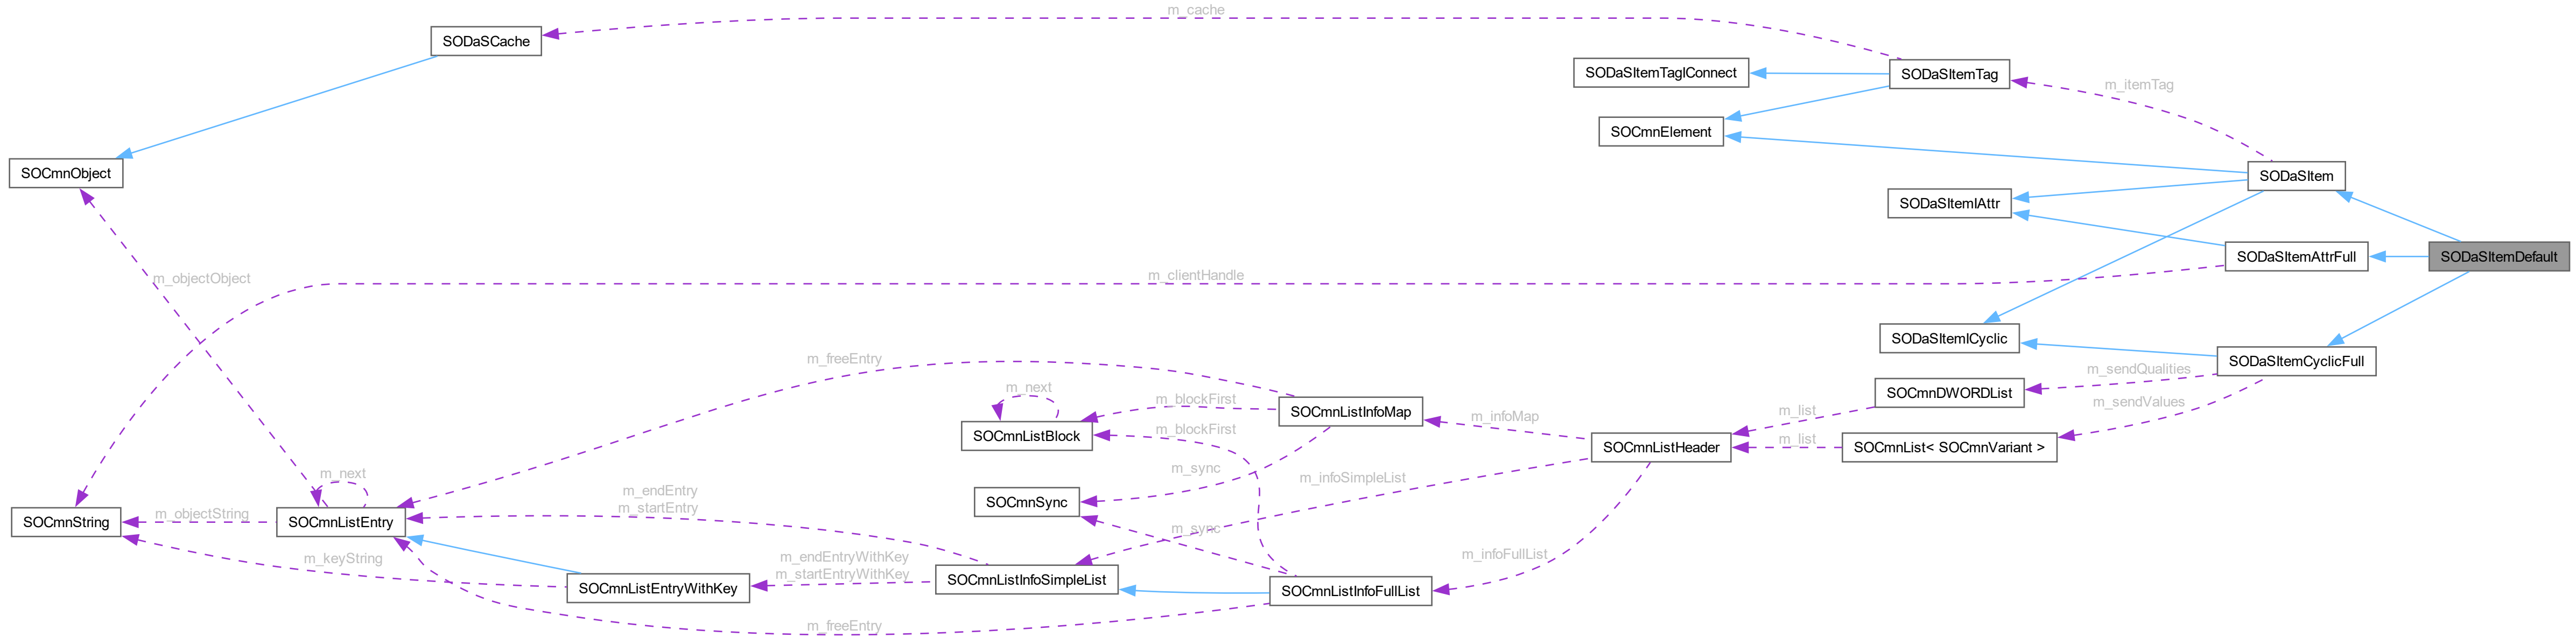 m_cache
SODaSCache
SODaSItemTagIConnect
SODaSItemTag
m_itemTag
SOCmnElement
SOCmnObject
SODaSItem
SODaSItemIAttr
SODaSItemAttrFull
SODaSItemDefault
m_objectObject
m_clientHandle
SODaSItemICyclic
SODaSItemCyclicFull
m_freeEntry
m_sendQualities
m_next
m_blockFirst
SOCmnListInfoMap
SOCmnDWORDList
m_sendValues
m_infoMap
m_list
SOCmnListBlock
m_blockFirst
SOCmnListHeader
m_list
SOCmnList< SOCmnVariant >
m_next
m_sync
m_infoSimpleList
m_endEntry
m_startEntry
SOCmnSync
SOCmnString
m_objectString
SOCmnListEntry
m_sync
m_keyString
m_endEntryWithKey
m_startEntryWithKey
m_infoFullList
SOCmnListInfoSimpleList
SOCmnListEntryWithKey
SOCmnListInfoFullList
m_freeEntry